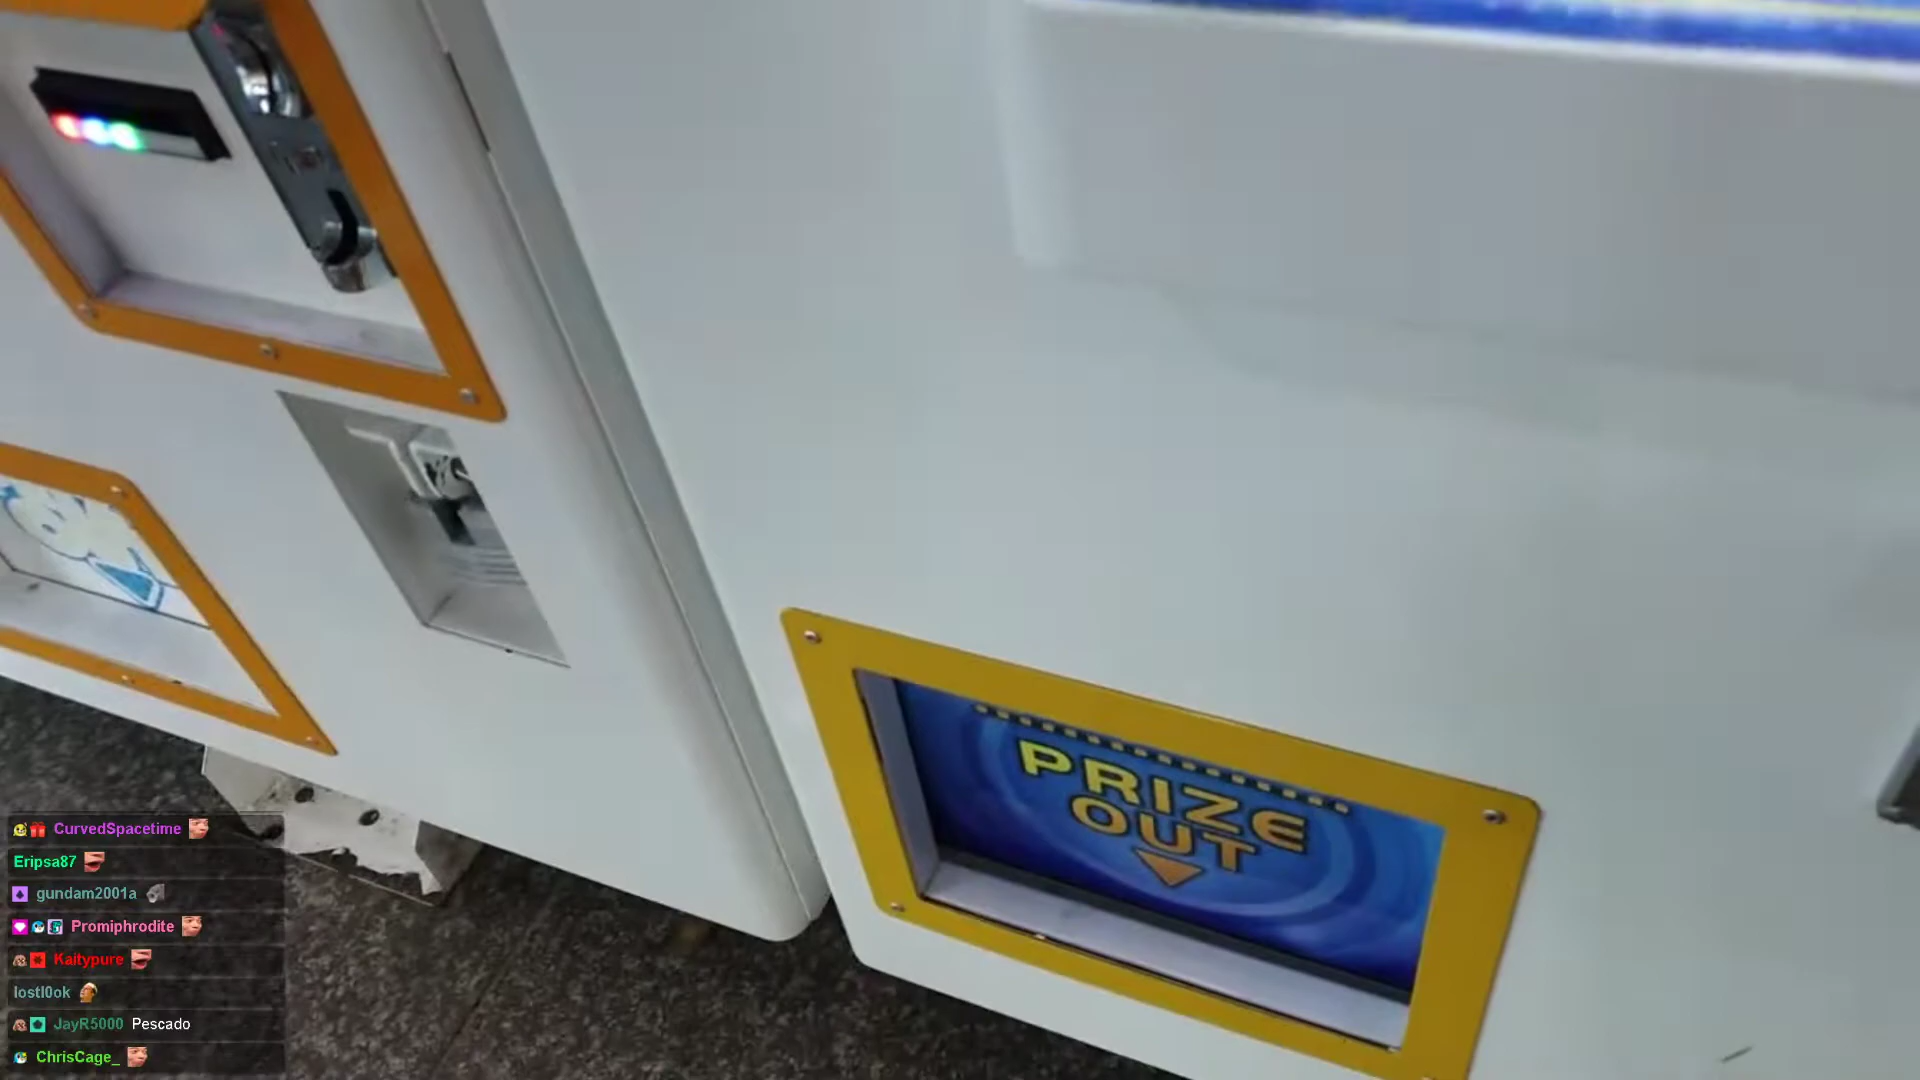 PRIZE
OUT
CurvedSpacetime
Eripsa87
gundam2001a
Promiphrodite
Kaitypure
lostl0ok
JayR5000 Pescado
ChrisCage_